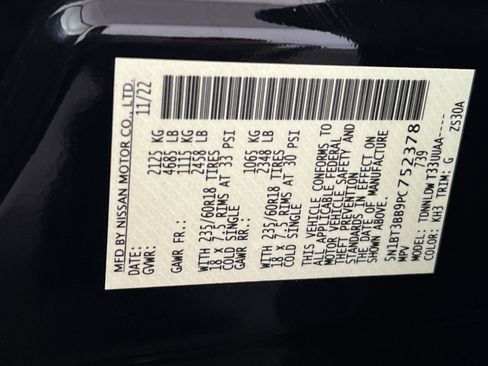 MFD BY NISSAN MOTOR CO., LTD.
DATE: 11/22
GVWR: 2125 KG
4685 LB
GAWR FR.: 1115 KG
2458 LB
WITH 235/60R18 TIRES
18 X 7.5 RIMS AT 33 PSI
COLD SINGLE
GAWR RR.: 1065 KG
2348 LB
WITH 235/60R18 TIRES
18 X 7.5 RIMS AT 30 PSI
COLD SINGLE
THIS VEHICLE CONFORMS TO
ALL APPLICABLE FEDERAL
MOTOR VEHICLE SAFETY AND
THEFT PREVENTION
STANDARDS IN EFFECT ON
THE DATE OF MANUFACTURE
SHOWN ABOVE.
5N1BT3BB9PC752378
MPV 739
MODEL: TDNNLDWT33UUAA-----
COLOR: KH3 TRIM: G ZS30A